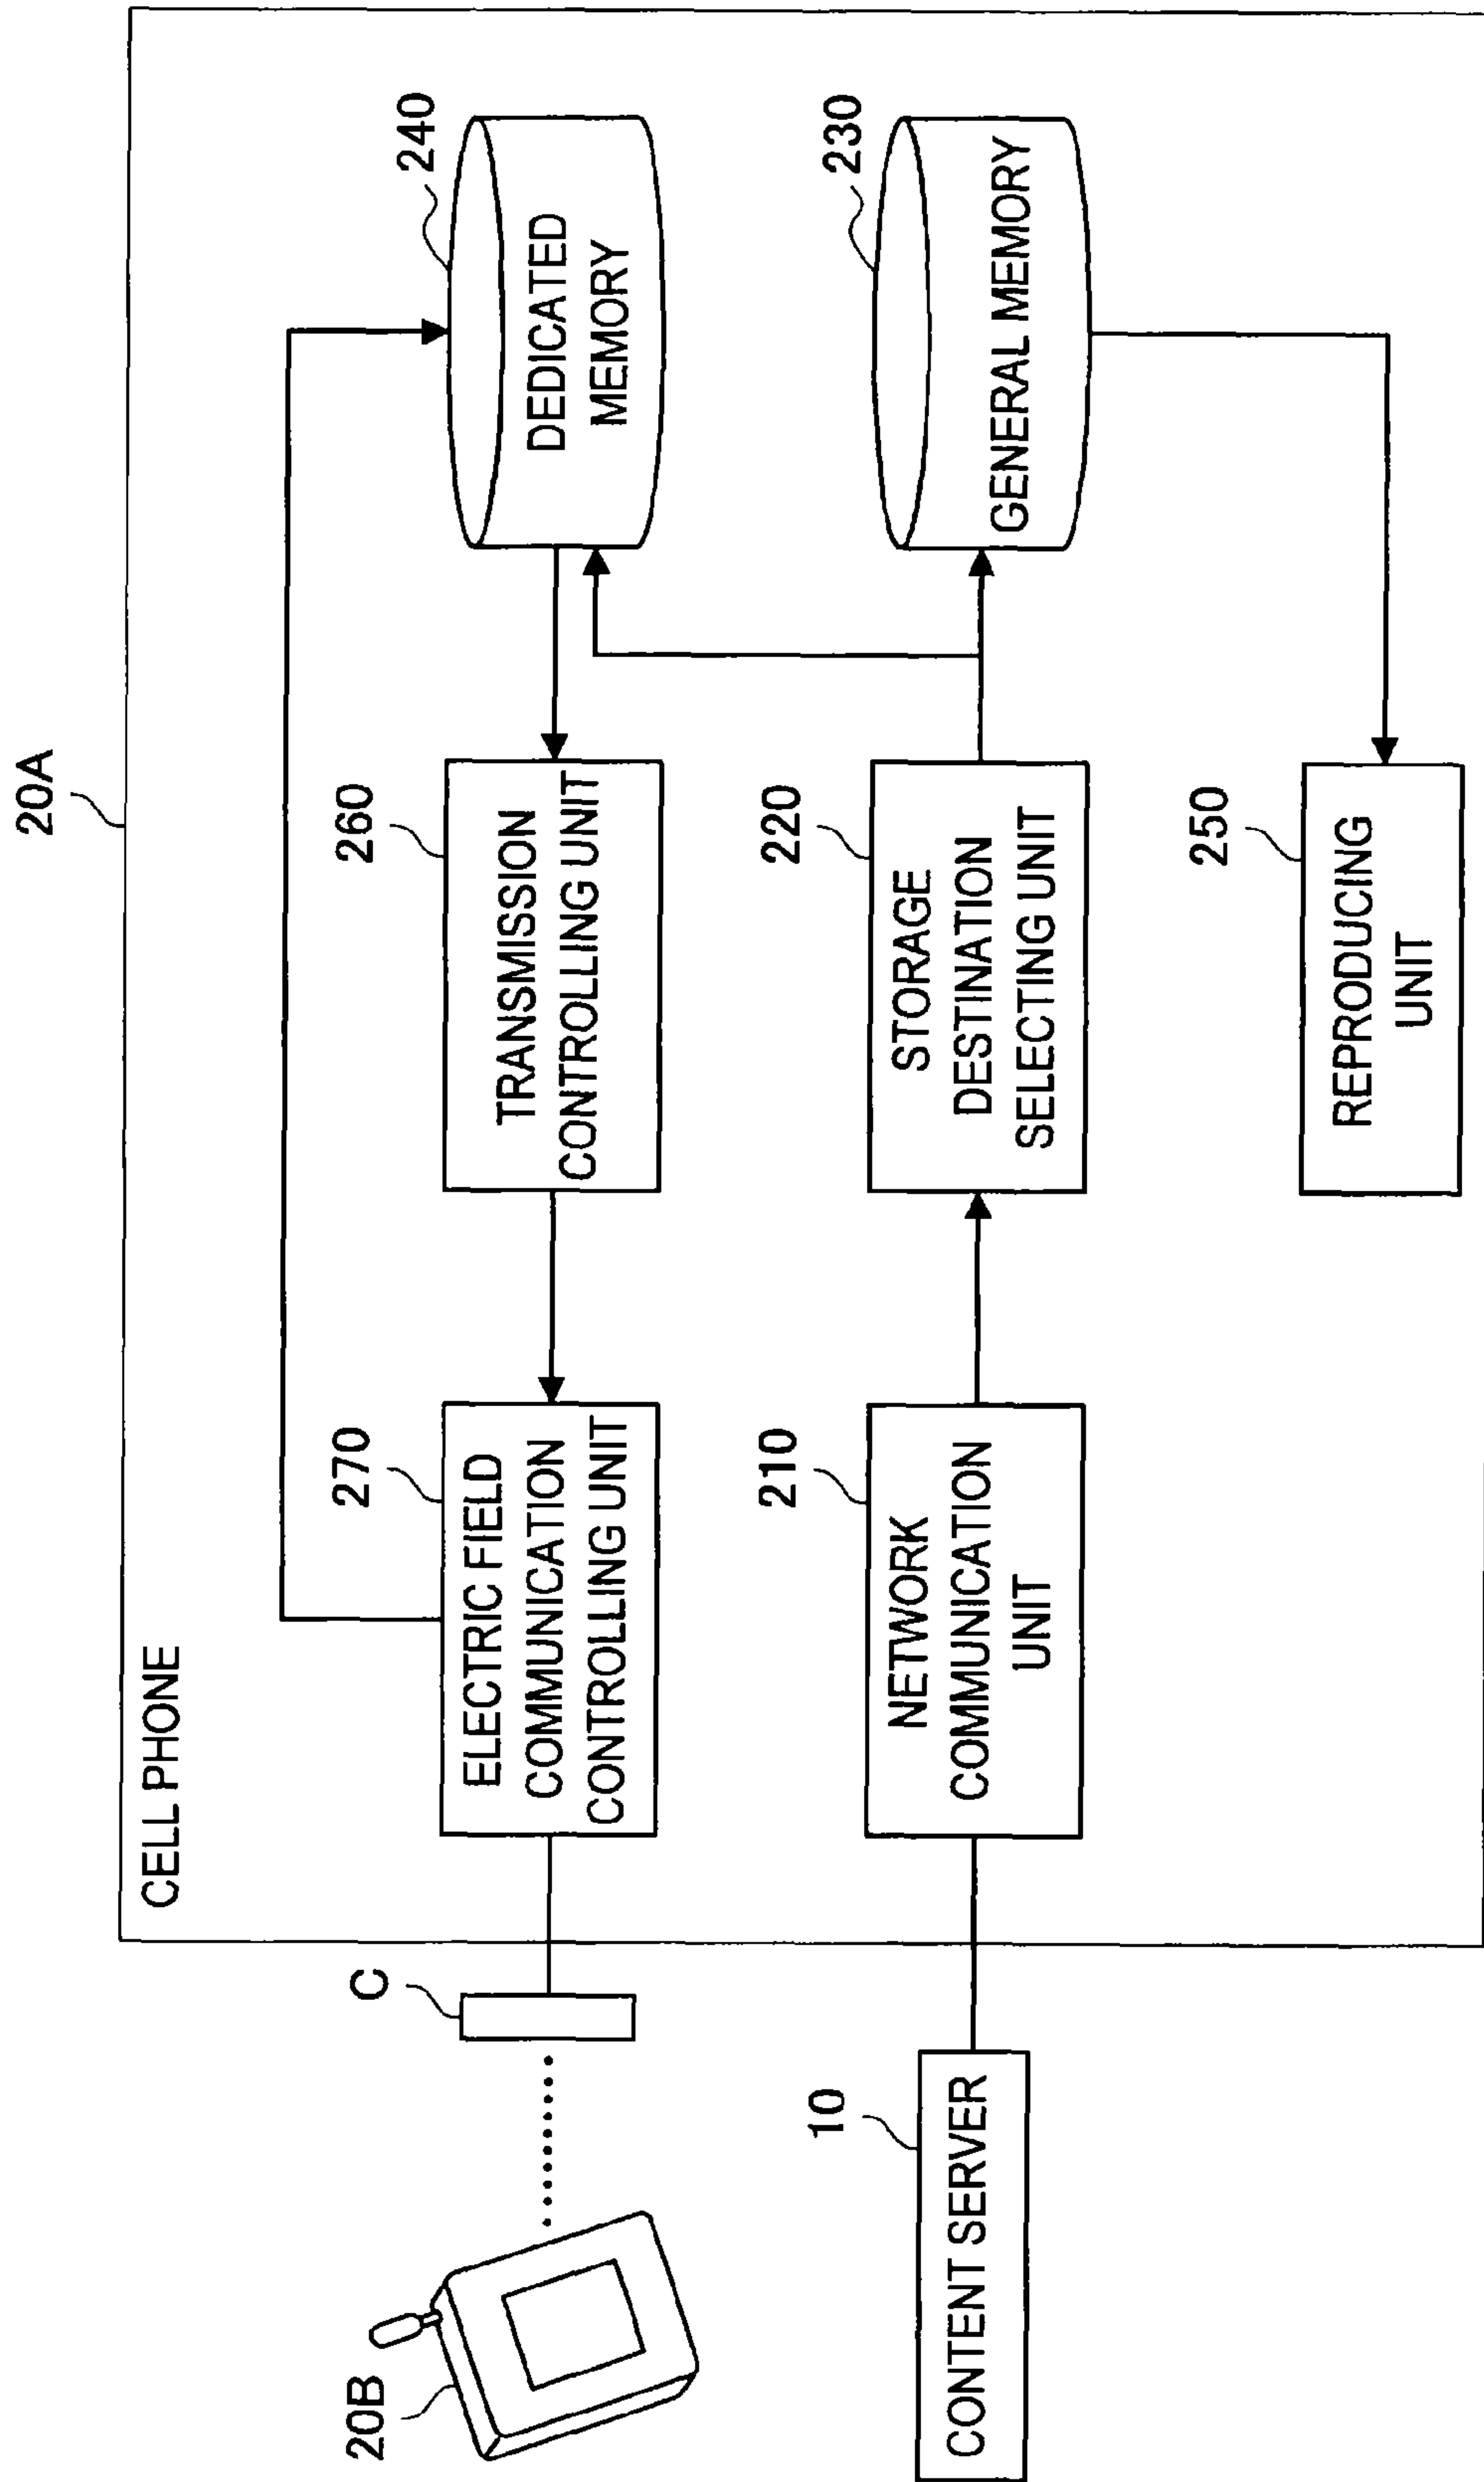 20A
CELL PHONE
270
ELECTRIC FIELD
COMMUNICATION
CONTROLLING UNIT
260
TRANSMISSION
CONTROLLING UNIT
240
DEDICATED
MEMORY
20B
C
210
NETWORK
COMMUNICATION
UNIT
220
STORAGE
DESTINATION
SELECTING UNIT
230
GENERAL MEMORY
10
CONTENT SERVER
250
REPRODUCING
UNIT